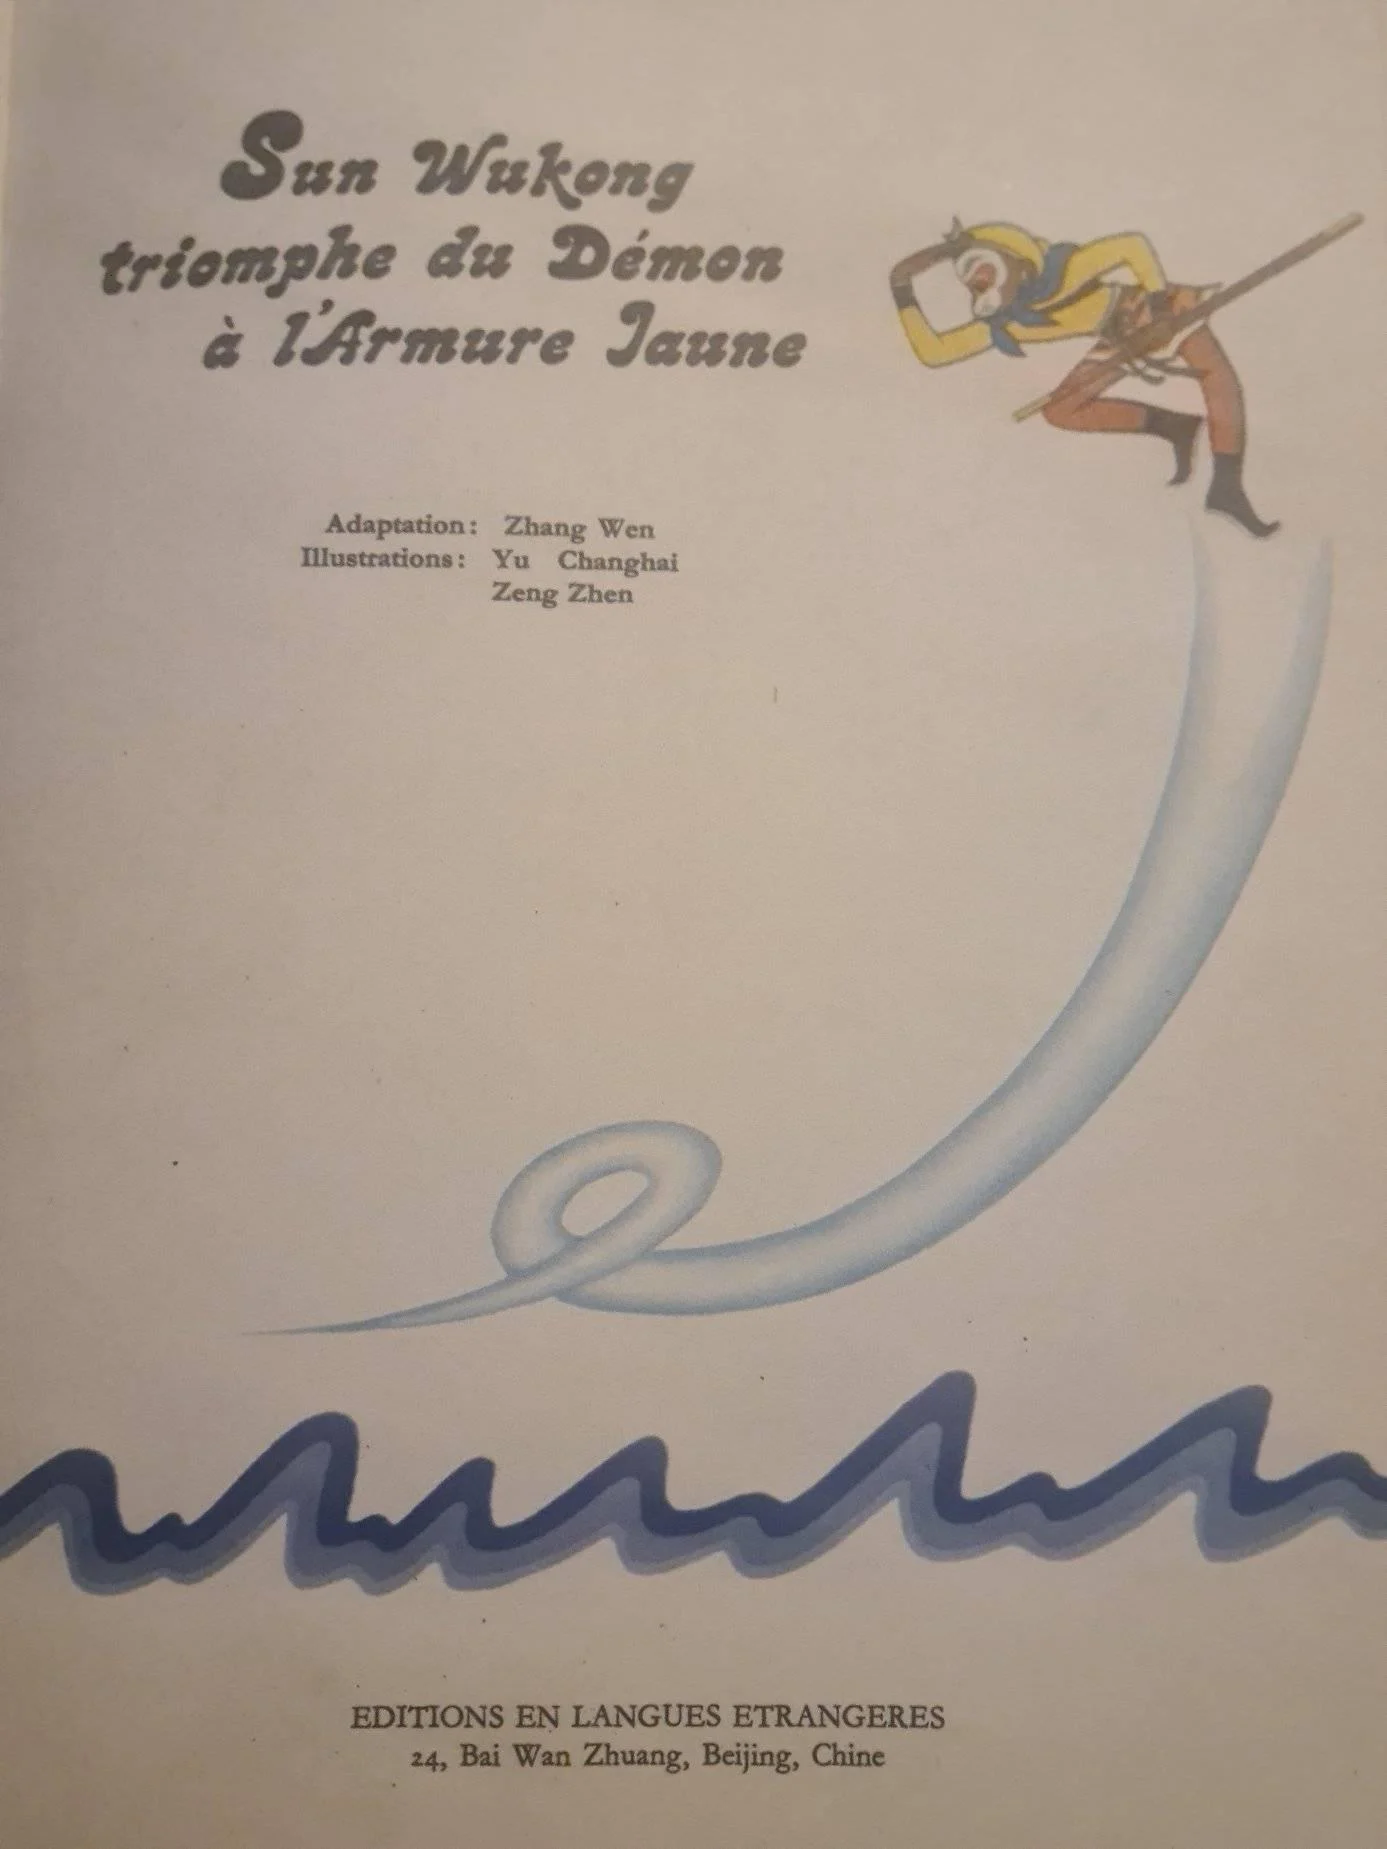 Sun Wukong
triomphe du Démon
à l'Armure Jaune
Adaptation: Zhang Wen
Illustrations: Yu Changhai
Zeng Zhen
EDITIONS EN LANGUES ETRANGERES
24, Bai Wan Zhuang, Beijing, Chine